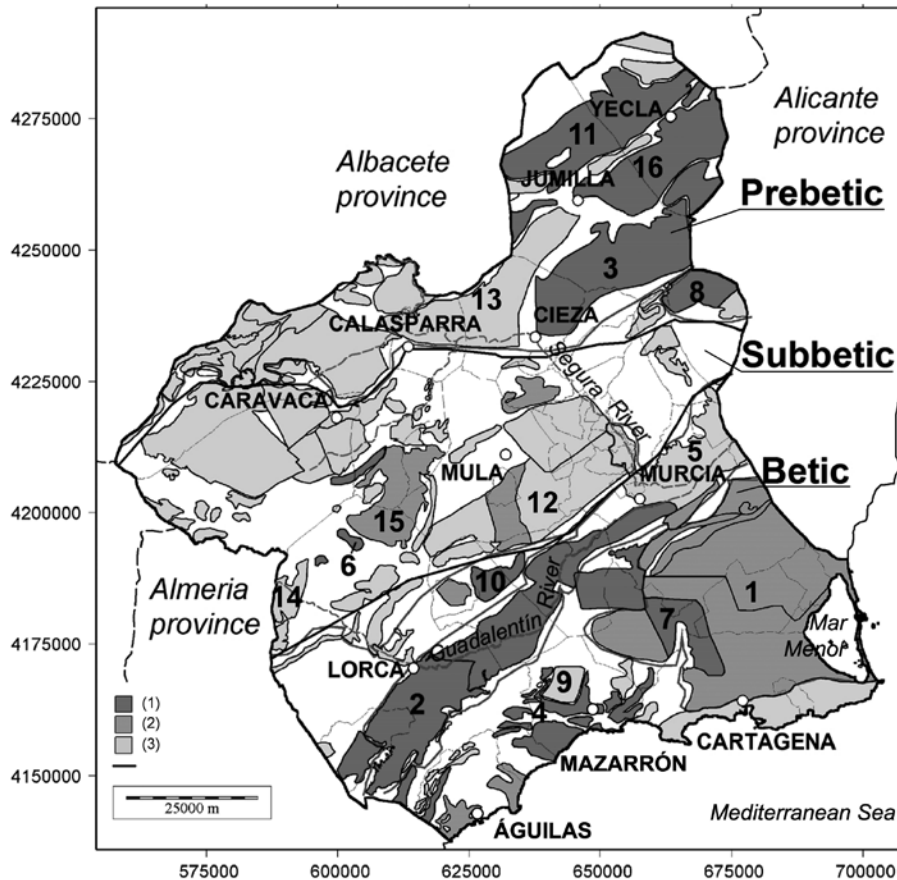 4275000
4250000
4225000
4200000
4175000
4150000
Alicante
province
YECLA
11
Albacete
province
16
JUMILLA
Prebetic
3
13
8
CIEZA
CALASPARRA
Segura River
Subbetic
CARAVACA
5
MULA
MURCIA
Betic
12
15
6
10
River
Almeria
province
14
1
7
Mar
Menor
Guadalentín
LORCA
9
2
4
(1)
(2)
(3)
CARTAGENA
MAZARRÓN
25000 m
Mediterranean Sea
ÁGUILAS
575000 600000 625000 650000 675000 700000